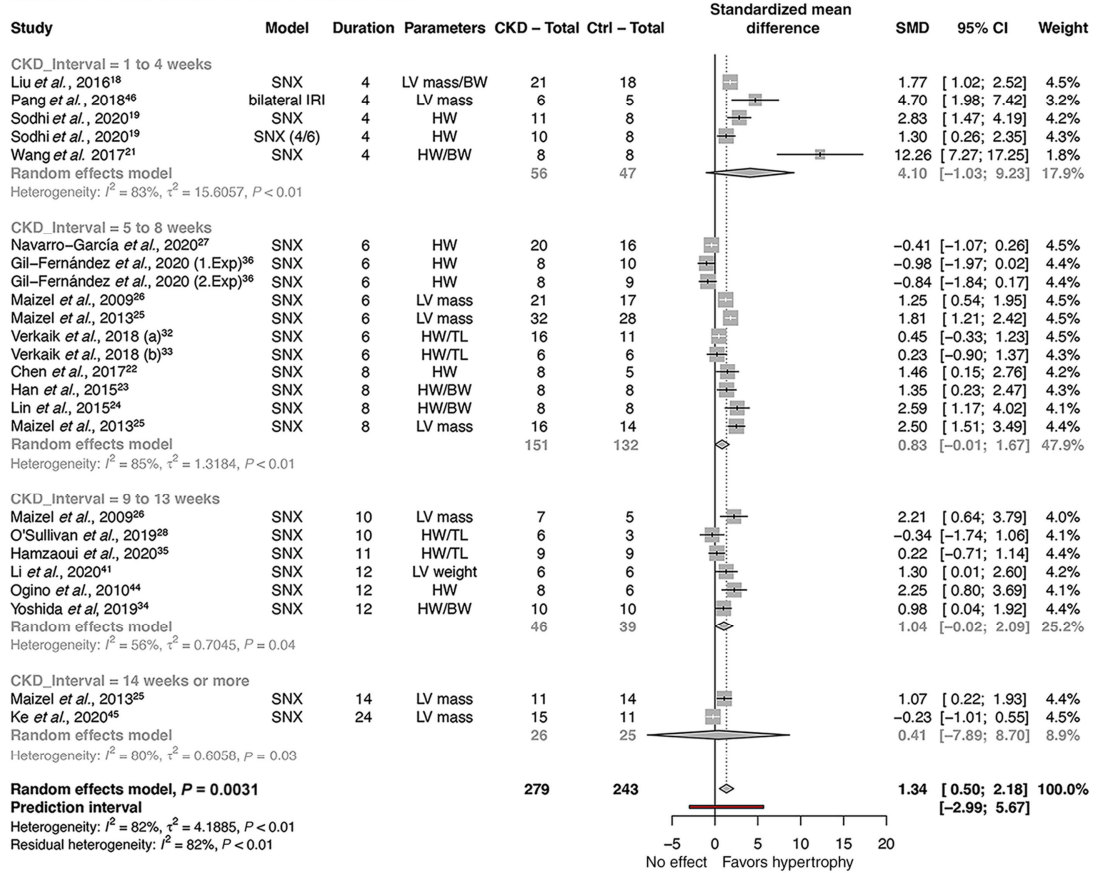 Standardized mean difference
Study Model Duration Parameters CKD – Total Ctrl – Total SMD 95% CI Weight
CKD_Interval = 1 to 4 weeks
Liu et al., 2016¹⁸ SNX 4 LV mass/BW 21 18 1.77 [ 1.02; 2.52] 4.5%
Pang et al., 2018⁴⁶ bilateral IRI 4 LV mass 6 5 4.70 [ 1.98; 7.42] 3.2%
Sodhi et al., 2020¹⁹ SNX 4 HW 11 8 2.83 [ 1.47; 4.19] 4.2%
Sodhi et al., 2020¹⁹ SNX (4/6) 4 HW 10 8 1.30 [ 0.26; 2.35] 4.3%
Wang et al. 2017²¹ SNX 4 HW/BW 8 8 12.26 [ 7.27; 17.25] 1.8%
Random effects model 56 47 4.10 [−1.03; 9.23] 17.9%
Heterogeneity: I² = 83%, τ² = 15.6057, P < 0.01
CKD_Interval = 5 to 8 weeks
Navarro–García et al., 2020²⁷ SNX 6 HW 20 16 −0.41 [−1.07; 0.26] 4.5%
Gil–Fernández et al., 2020 (1.Exp)³⁶ SNX 6 HW 8 10 −0.98 [−1.97; 0.02] 4.4%
Gil–Fernández et al., 2020 (2.Exp)³⁶ SNX 6 HW 8 9 −0.84 [−1.84; 0.17] 4.4%
Maizel et al., 2009²⁶ SNX 6 LV mass 21 17 1.25 [ 0.54; 1.95] 4.5%
Maizel et al., 2013²⁵ SNX 6 LV mass 32 28 1.81 [ 1.21; 2.42] 4.5%
Verkaik et al., 2018 (a)³² SNX 6 HW/TL 16 11 0.45 [−0.33; 1.23] 4.5%
Verkaik et al., 2018 (b)³³ SNX 6 HW/TL 6 6 0.23 [−0.90; 1.37] 4.3%
Chen et al., 2017²² SNX 8 HW 8 5 1.46 [ 0.15; 2.76] 4.2%
Han et al., 2015²³ SNX 8 HW/BW 8 8 1.35 [ 0.23; 2.47] 4.3%
Lin et al., 2015²⁴ SNX 8 HW/BW 8 8 2.59 [ 1.17; 4.02] 4.1%
Maizel et al., 2013²⁵ SNX 8 LV mass 16 14 2.50 [ 1.51; 3.49] 4.4%
Random effects model 151 132 0.83 [−0.01; 1.67] 47.9%
Heterogeneity: I² = 85%, τ² = 1.3184, P < 0.01
CKD_Interval = 9 to 13 weeks
Maizel et al., 2009²⁶ SNX 10 LV mass 7 5 2.21 [ 0.64; 3.79] 4.0%
O'Sullivan et al., 2019²⁸ SNX 10 HW/TL 6 3 −0.34 [−1.74; 1.06] 4.1%
Hamzaoui et al., 2020³⁵ SNX 11 HW/TL 9 9 0.22 [−0.71; 1.14] 4.4%
Li et al., 2020⁴¹ SNX 12 LV weight 6 6 1.30 [ 0.01; 2.60] 4.2%
Ogino et al., 2010⁴⁴ SNX 12 HW 8 6 2.25 [ 0.80; 3.69] 4.1%
Yoshida et al, 2019³⁴ SNX 12 HW/BW 10 10 0.98 [ 0.04; 1.92] 4.4%
Random effects model 46 39 1.04 [−0.02; 2.09] 25.2%
Heterogeneity: I² = 56%, τ² = 0.7045, P = 0.04
CKD_Interval = 14 weeks or more
Maizel et al., 2013²⁵ SNX 14 LV mass 11 14 1.07 [ 0.22; 1.93] 4.4%
Ke et al., 2020⁴⁵ SNX 24 LV mass 15 11 −0.23 [−1.01; 0.55] 4.5%
Random effects model 26 25 0.41 [−7.89; 8.70] 8.9%
Heterogeneity: I² = 80%, τ² = 0.6058, P = 0.03
Random effects model, P = 0.0031 279 243 1.34 [ 0.50; 2.18] 100.0%
Prediction interval [−2.99; 5.67]
Heterogeneity: I² = 82%, τ² = 4.1885, P < 0.01
Residual heterogeneity: I² = 82%, P < 0.01
−5 0 5 10 15 20
No effect Favors hypertrophy